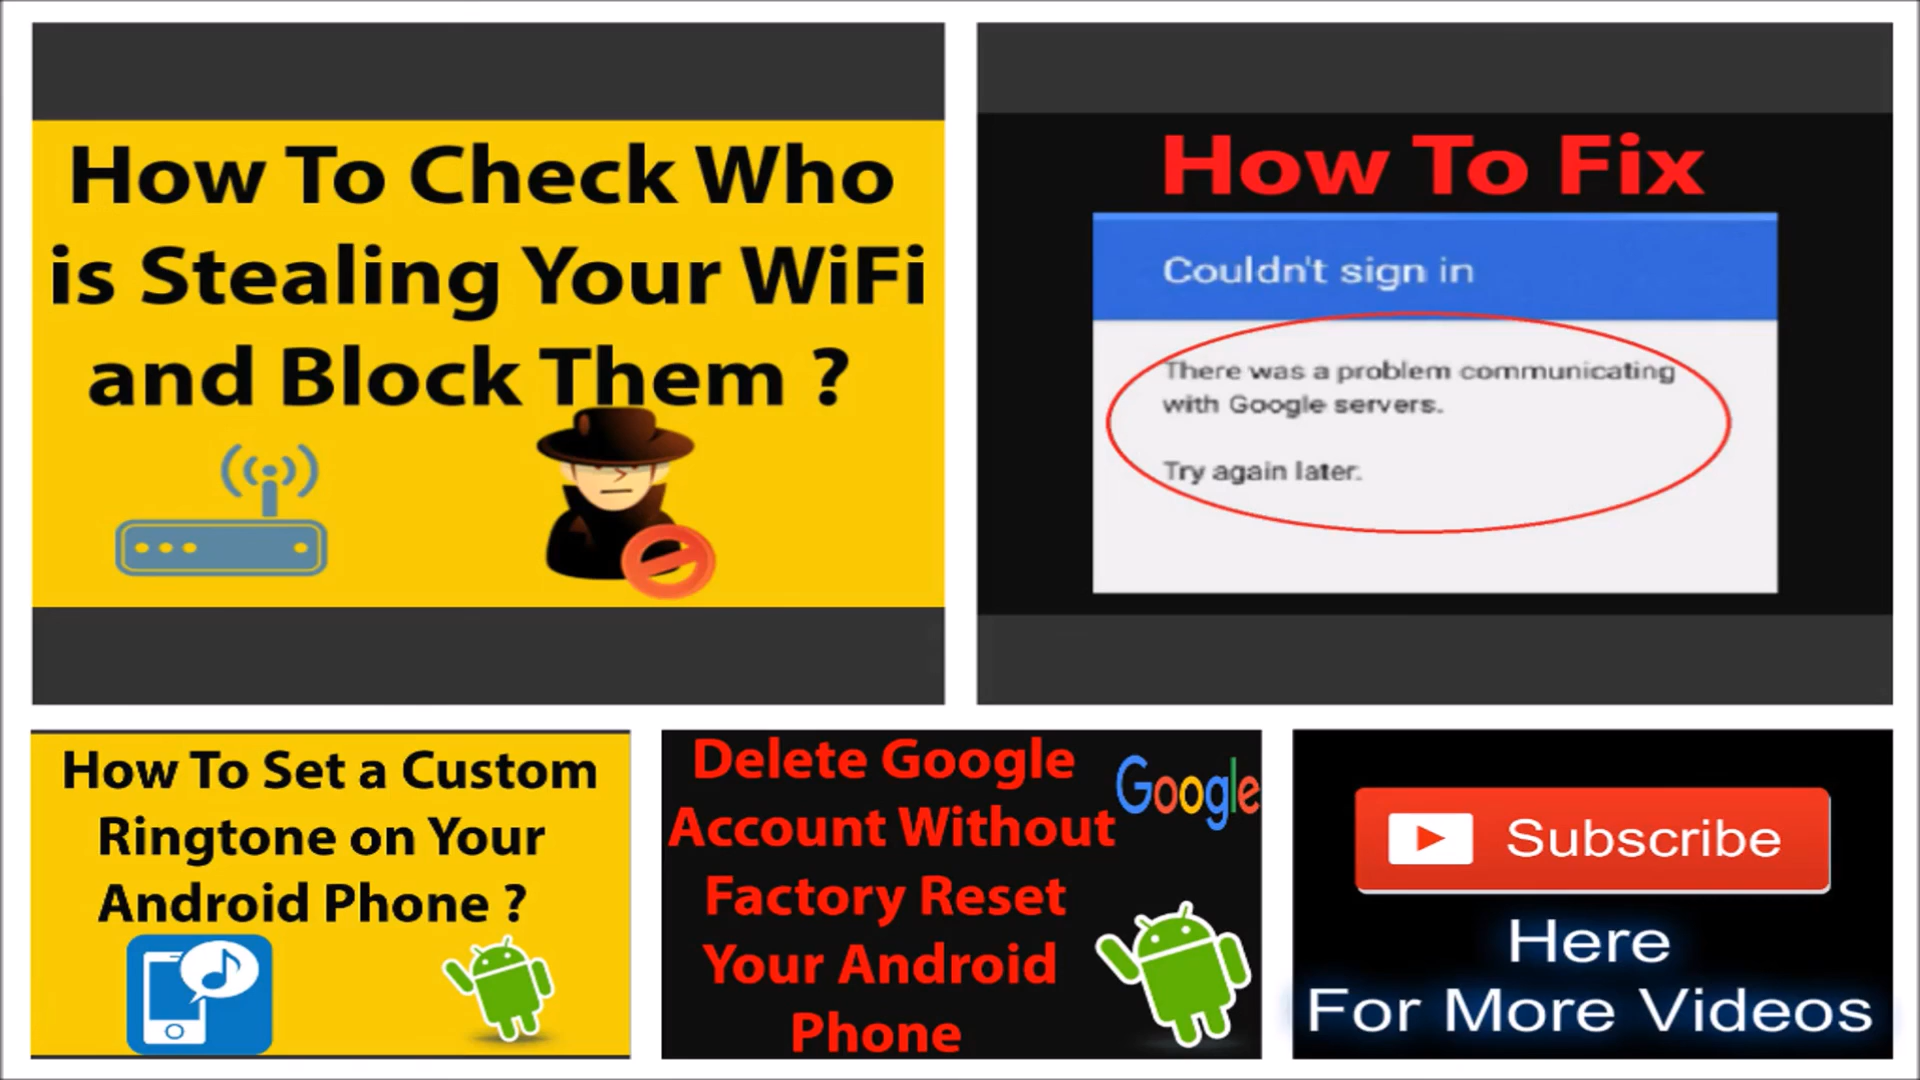 How To Check Who
is Stealing Your WiFi
and Block Them ?
How To Fix
Couldn't sign in
There was a problem communicating
with Google servers.
Try again later.
How To Set a Custom
Ringtone on Your
Android Phone ?
Delete Google
Account Without
Factory Reset
Your Android
Phone
Google
Subscribe
Here
For More Videos